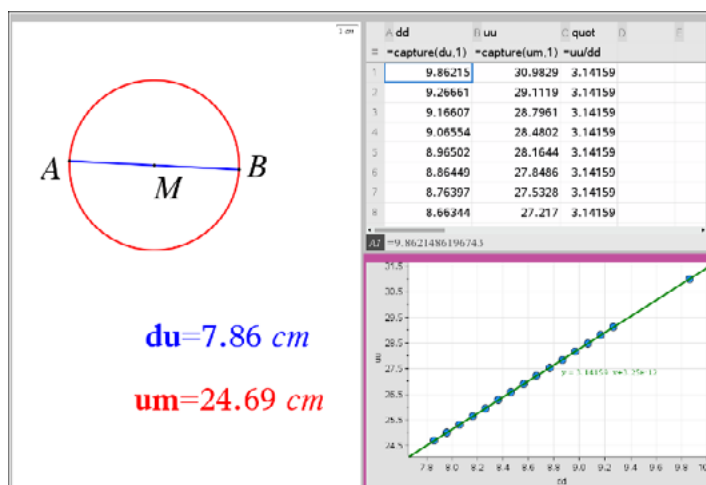 1 cm
A
M
B
du=7.86 cm
um=24.69 cm
A dd B uu C quot D E
= =capture(du,1) =capture(um,1) =uu/dd
1 9.86215 30.9829 3.14159
2 9.26661 29.1119 3.14159
3 9.16607 28.7961 3.14159
4 9.06554 28.4802 3.14159
5 8.96502 28.1644 3.14159
6 8.86449 27.8486 3.14159
7 8.76397 27.5328 3.14159
8 8.66344 27.217 3.14159
A1 =9.8621486196743
31.5
30.5
29.5
28.5
27.5
26.5
25.5
24.5
uu
7.8 8.0 8.2 8.4 8.6 8.8 9.0 9.2 9.4 9.6 9.8